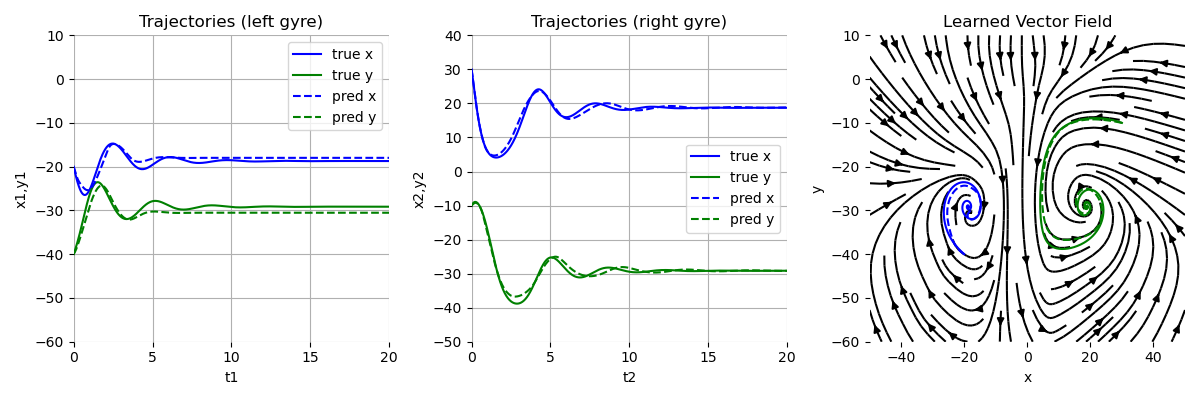 Trajectories (left gyre)
10
0
−10
−20
−30
−40
−50
−60
x1,y1
0
5
10
15
20
t1
true x
true y
pred x
pred y
Trajectories (right gyre)
40
30
20
10
0
−10
−20
−30
−40
−50
x2,y2
0
5
10
15
20
t2
true x
true y
pred x
pred y
Learned Vector Field
10
0
−10
−20
−30
−40
−50
−60
y
−40
−20
0
20
40
x